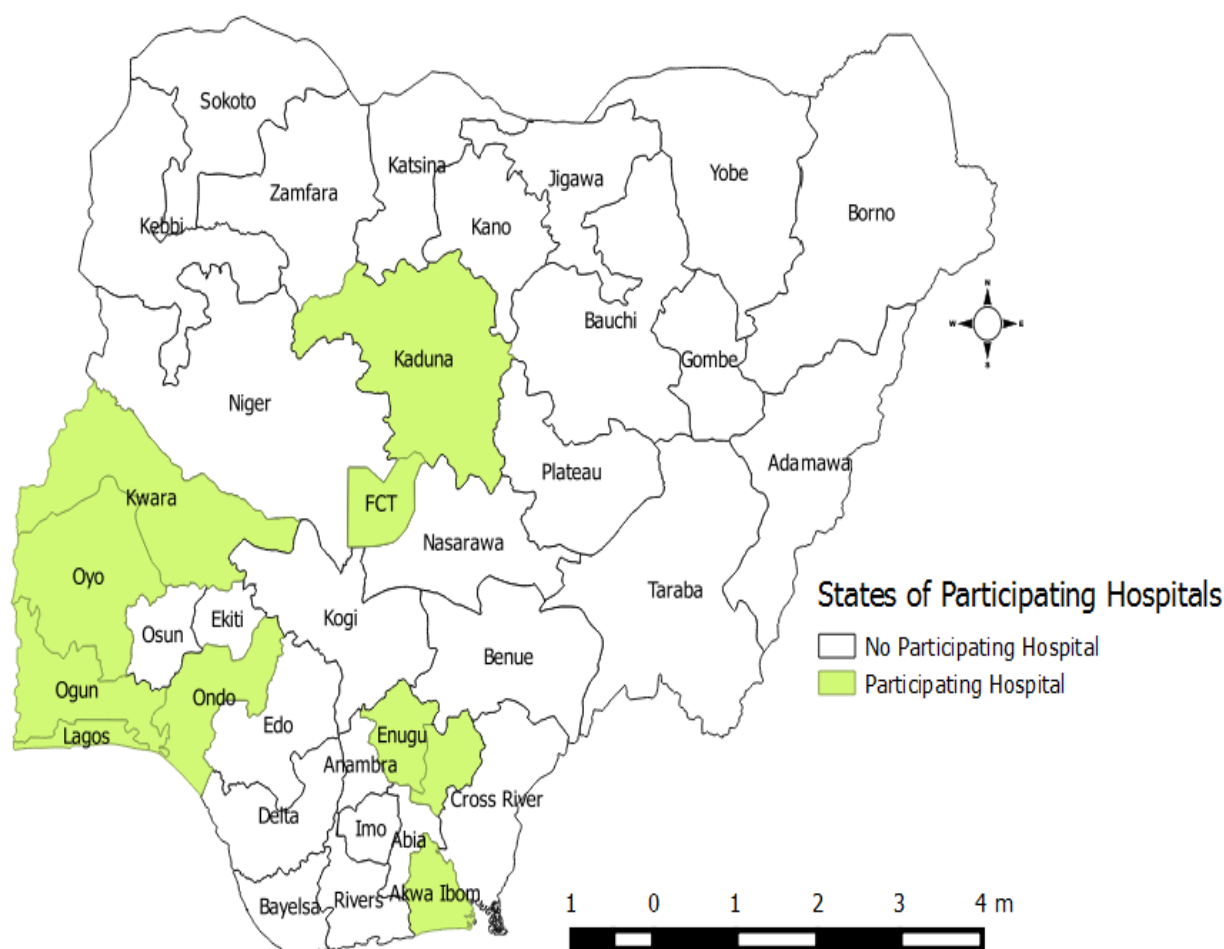 Sokoto
Katsina
Zamfara
Jigawa
Yobe
Kebbi
Kano
Borno
N
W E
S
Bauchi
Kaduna
Gombe
Niger
Adamawa
Plateau
Kwara
FCT
Nasarawa
Oyo
Taraba
States of Participating Hospitals
Ekiti
Kogi
Osun
No Participating Hospital
Benue
Ogun
Ondo
Participating Hospital
Edo
Lagos
Enugu
Anambra
Cross River
Delta
Imo
Abia
Akwa Ibom
Rivers
Bayelsa
1 0 1 2 3 4 m